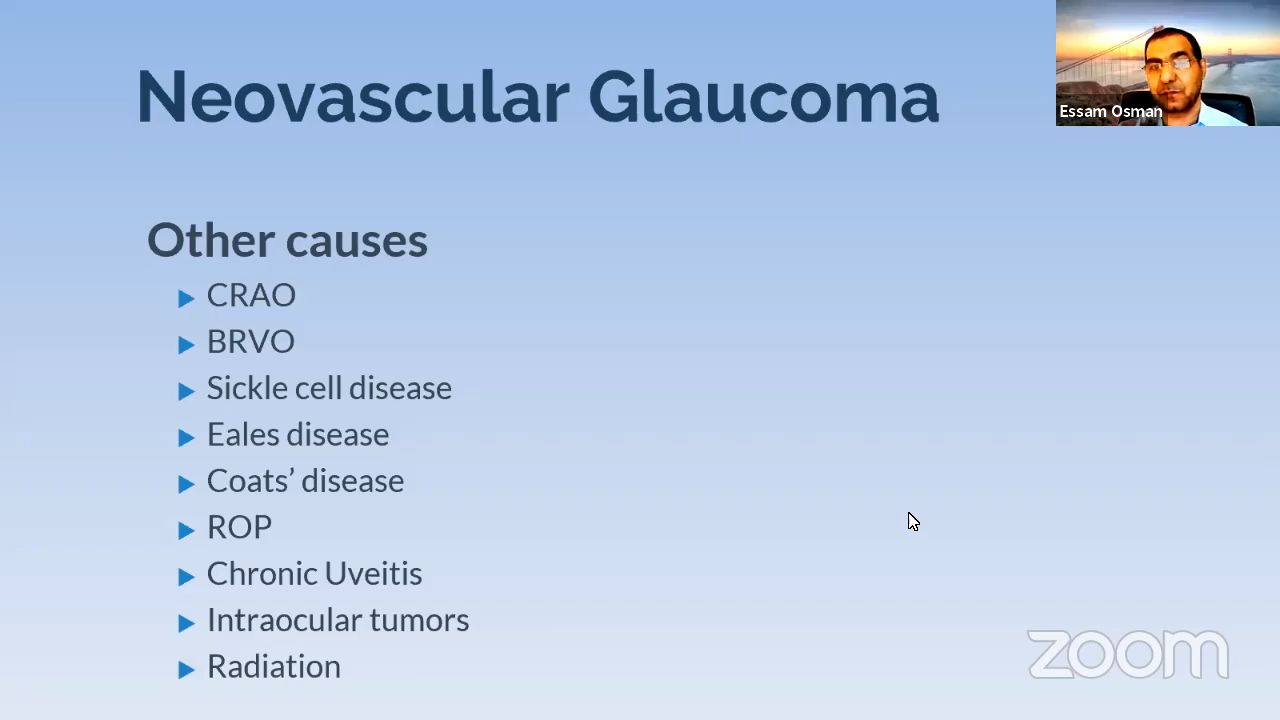 Neovascular Glaucoma
Essam Osman
Other causes
CRAO
BRVO
Sickle cell disease
Eales disease
Coats’ disease
ROP
Chronic Uveitis
Intraocular tumors
Radiation
zoom